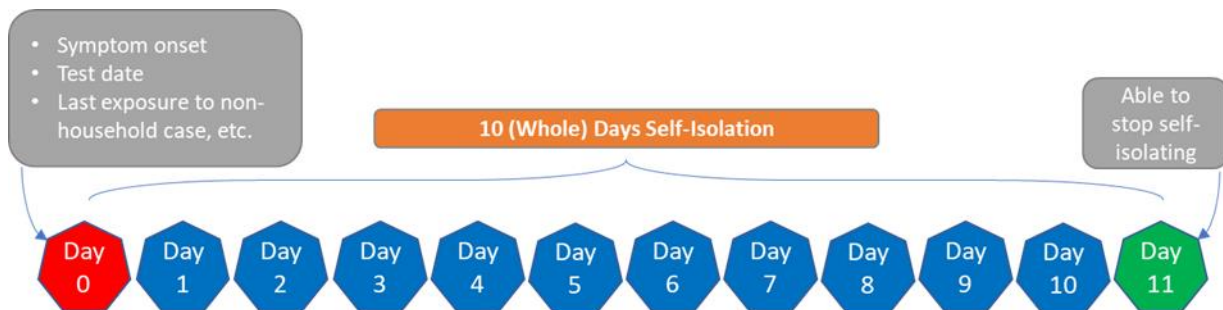 • Symptom onset
• Test date
• Last exposure to non-
household case, etc.
10 (Whole) Days Self-Isolation
Able to
stop self-
isolating
Day
0
Day
1
Day
2
Day
3
Day
4
Day
5
Day
6
Day
7
Day
8
Day
9
Day
10
Day
11